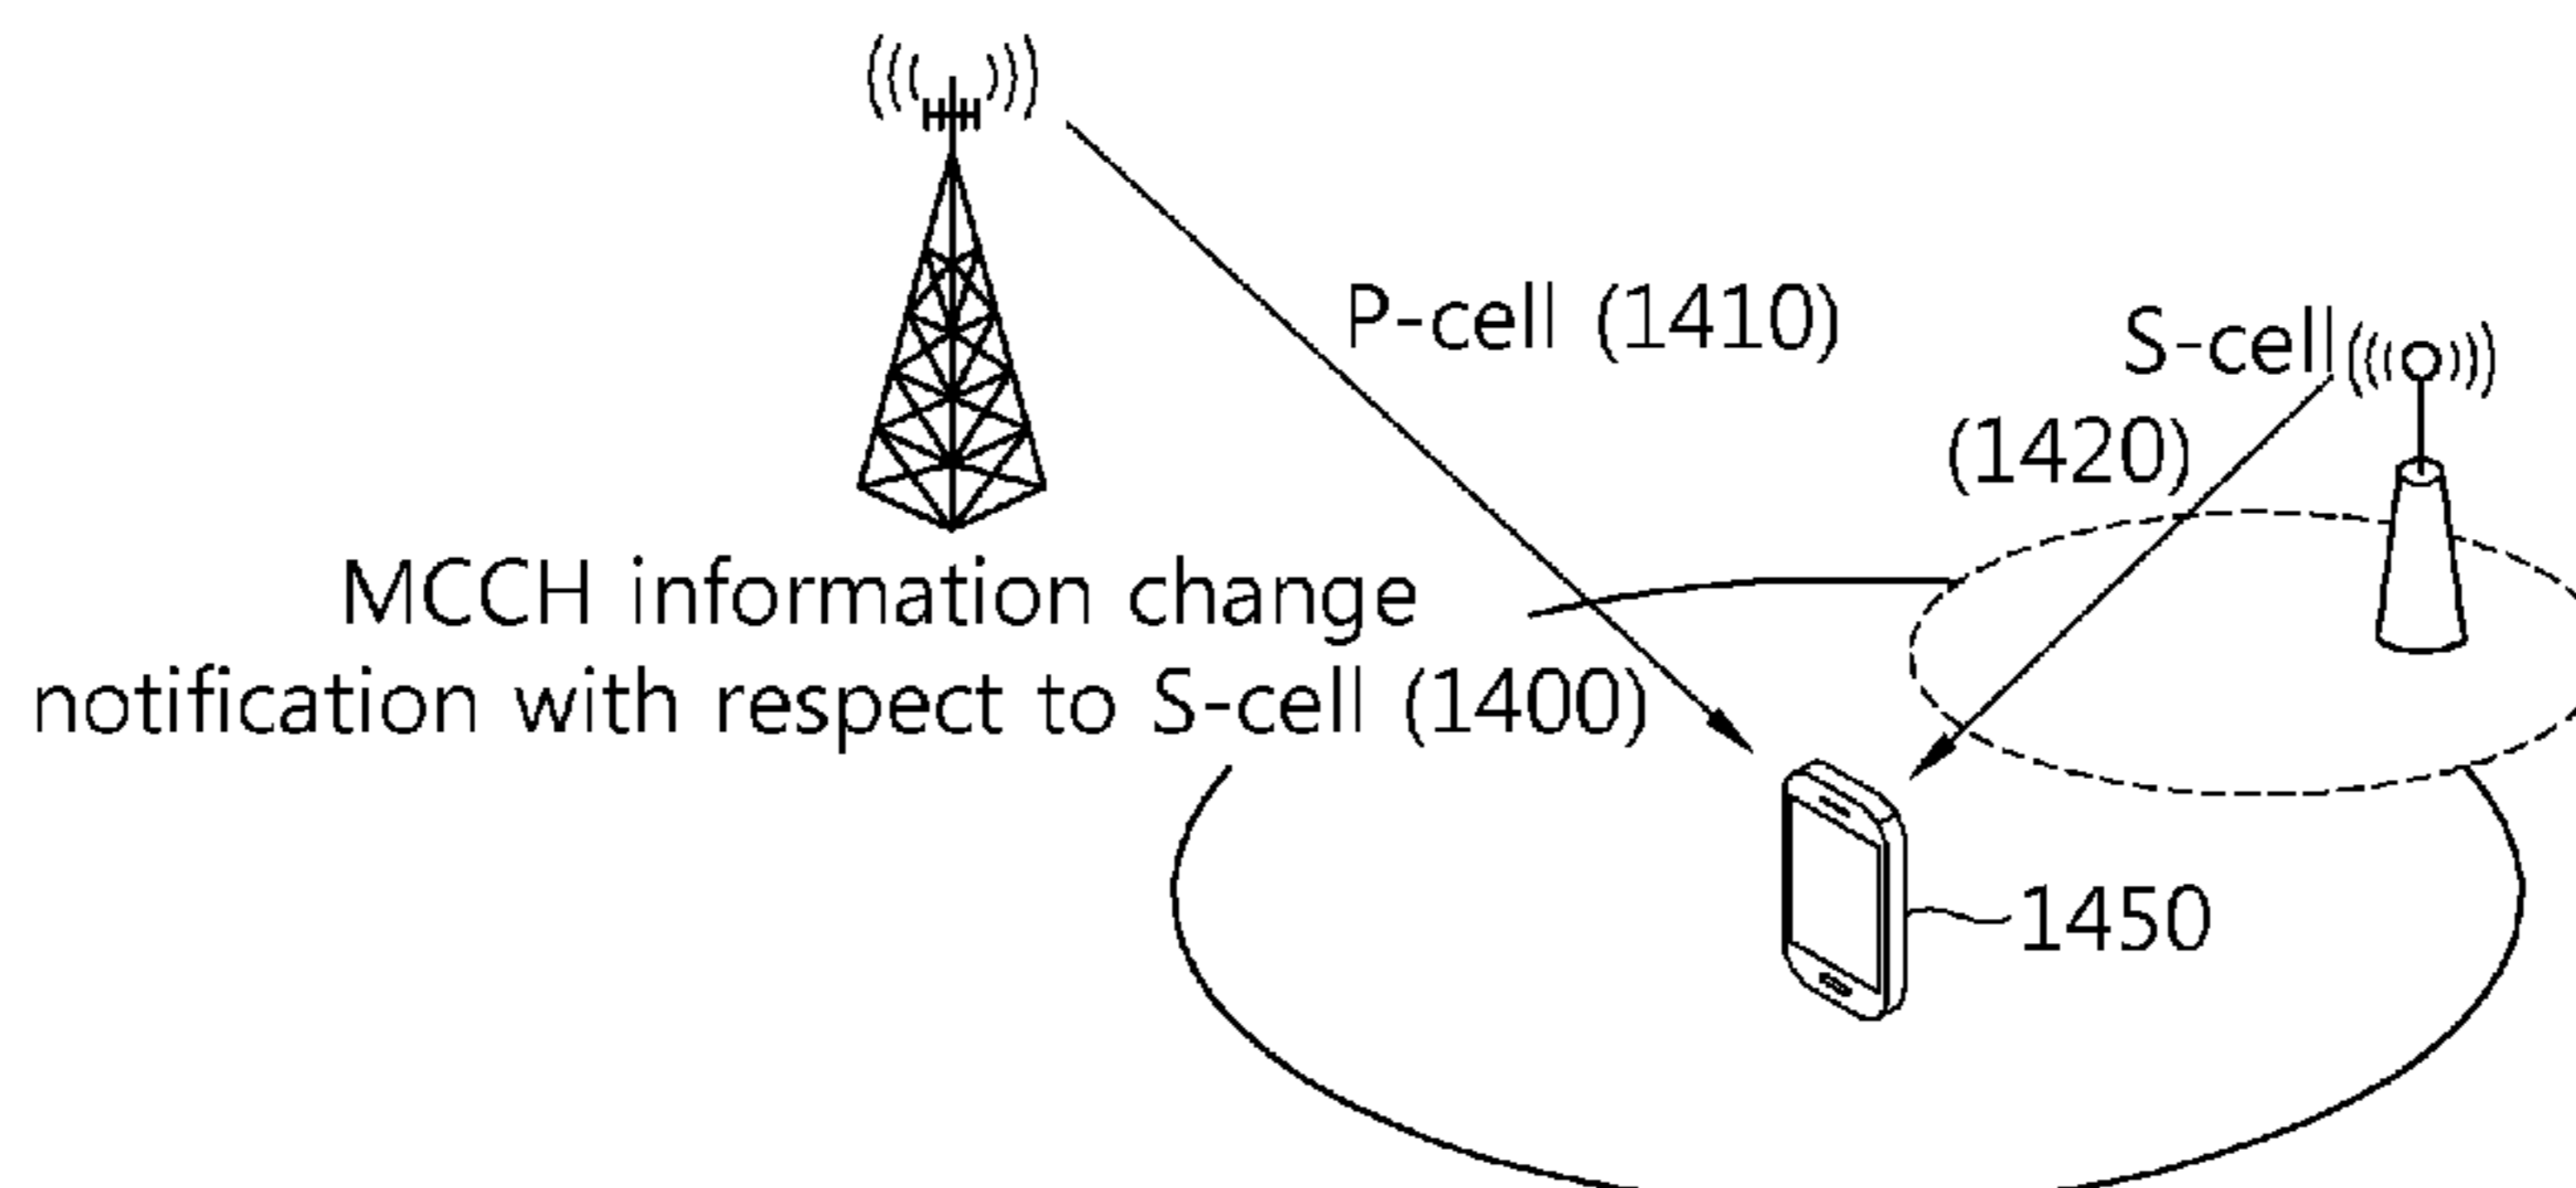 P-cell (1410)
S-cell
(1420)
MCCH information change
notification with respect to S-cell (1400)
1450